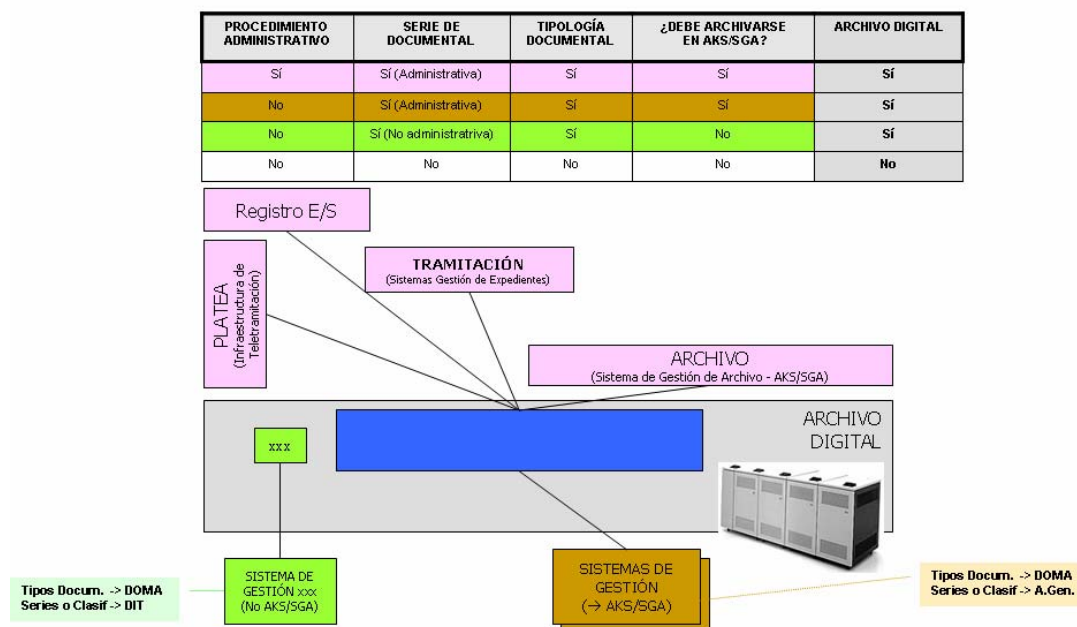 PROCEDIMIENTO ADMINISTRATIVO
SERIE DE DOCUMENTAL
TIPOLOGÍA DOCUMENTAL
¿DEBE ARCHIVARSE EN AKS/SGA?
ARCHIVO DIGITAL
Sí Sí (Administrativa) Sí Sí Sí
No Sí (Administrativa) Sí Sí Sí
No Sí (No administratriva) Sí No Sí
No No No No No
Registro E/S
PLATEA
(Infraestructura de
Teletramitación)
TRAMITACIÓN
(Sistemas Gestión de Expedientes)
ARCHIVO
(Sistema de Gestión de Archivo - AKS/SGA)
ARCHIVO
DIGITAL
xxx
SISTEMA DE
GESTIÓN xxx
(No AKS/SGA)
SISTEMAS DE
GESTIÓN
(→ AKS/SGA)
Tipos Docum. -> DOMA
Series o Clasif -> DIT
Tipos Docum. -> DOMA
Series o Clasif -> A.Gen.